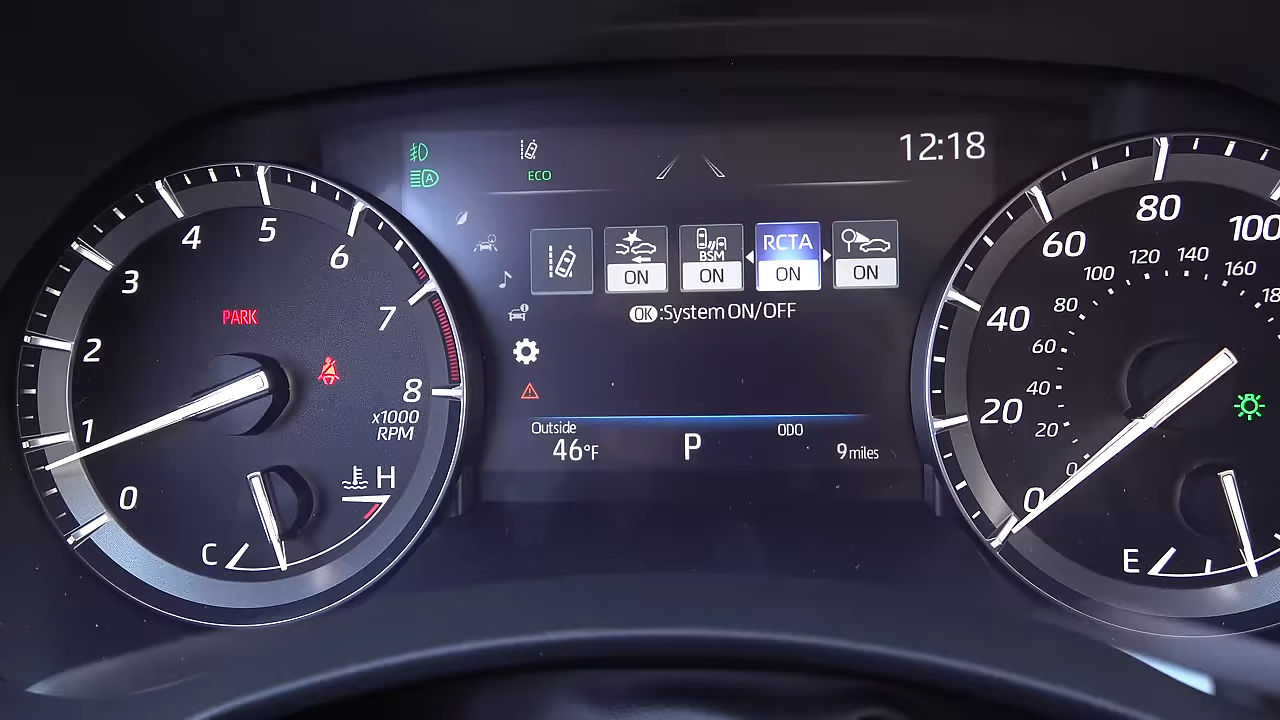 12:18
ECO
A
RCTA
BSM
ON
ON
ON
ON
OK :System ON/OFF
Outside
46°F
P
ODO
9 miles
0
1
2
3
4
5
6
7
8
x1000
RPM
PARK
C
H
0
20
40
60
80
100
0
20
40
60
80
100
120
140
160
E